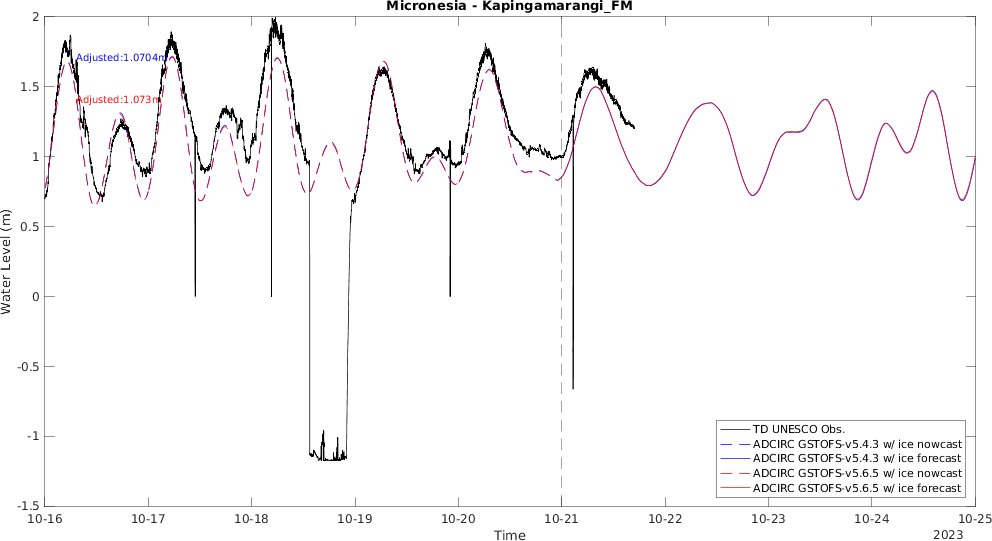 Micronesia - Kapingamarangi_FM
Water Level (m)
2
1.5
1
0.5
0
-0.5
-1
-1.5
Adjusted:1.0704m
Adjusted:1.073m
TD UNESCO Obs.
ADCIRC GSTOFS-v5.4.3 w/ ice nowcast
ADCIRC GSTOFS-v5.4.3 w/ ice forecast
ADCIRC GSTOFS-v5.6.5 w/ ice nowcast
ADCIRC GSTOFS-v5.6.5 w/ ice forecast
10-16 10-17 10-18 10-19 10-20 10-21 10-22 10-23 10-24 10-25
Time
2023